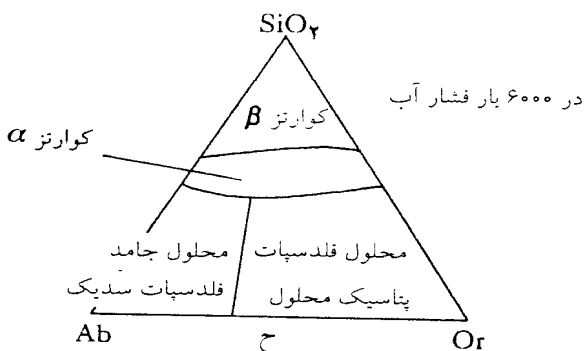 SiO۲
در ۶۰۰۰ بار فشار آب
کوارتز β
کوارتز α
محلول جامد
فلدسپات سدیک
محلول فلدسپات
پتاسیک محلول
Ab
ح
Or